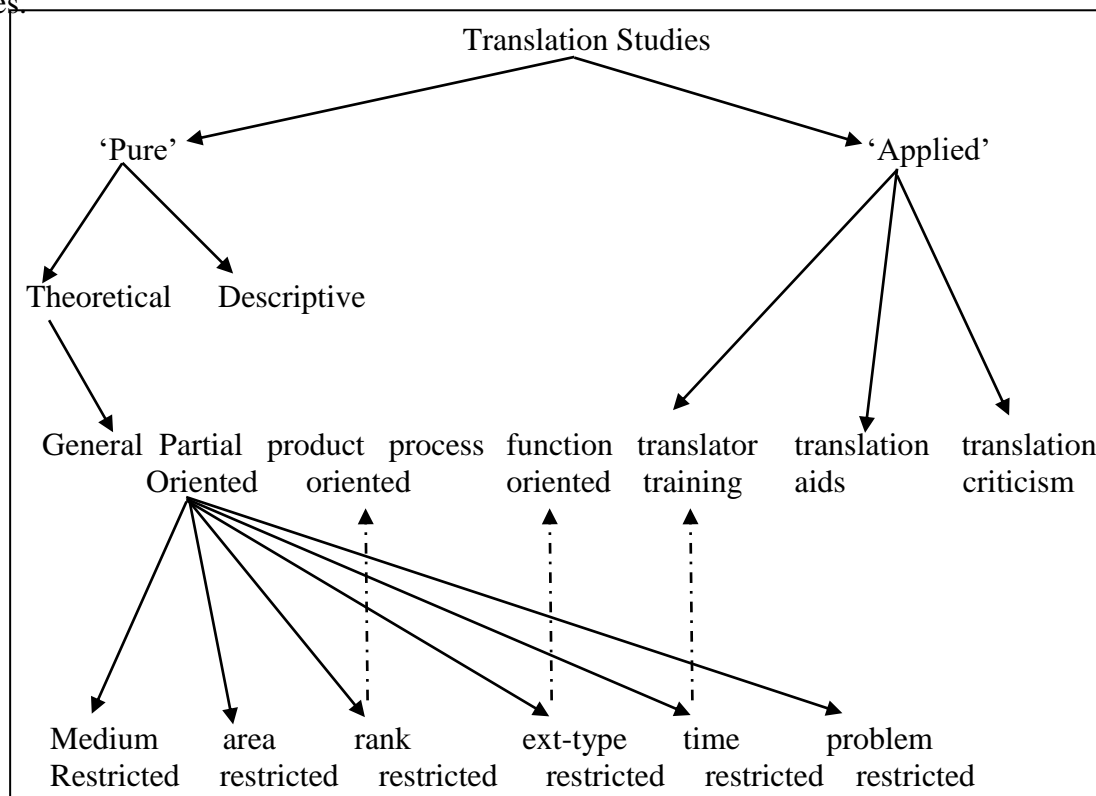 es.
Translation Studies
‘Pure’ ‘Applied’
Theoretical Descriptive
General Partial product process function translator translation translation
Oriented oriented oriented training aids criticism
Medium area rank ext-type time problem
Restricted restricted restricted restricted restricted restricted